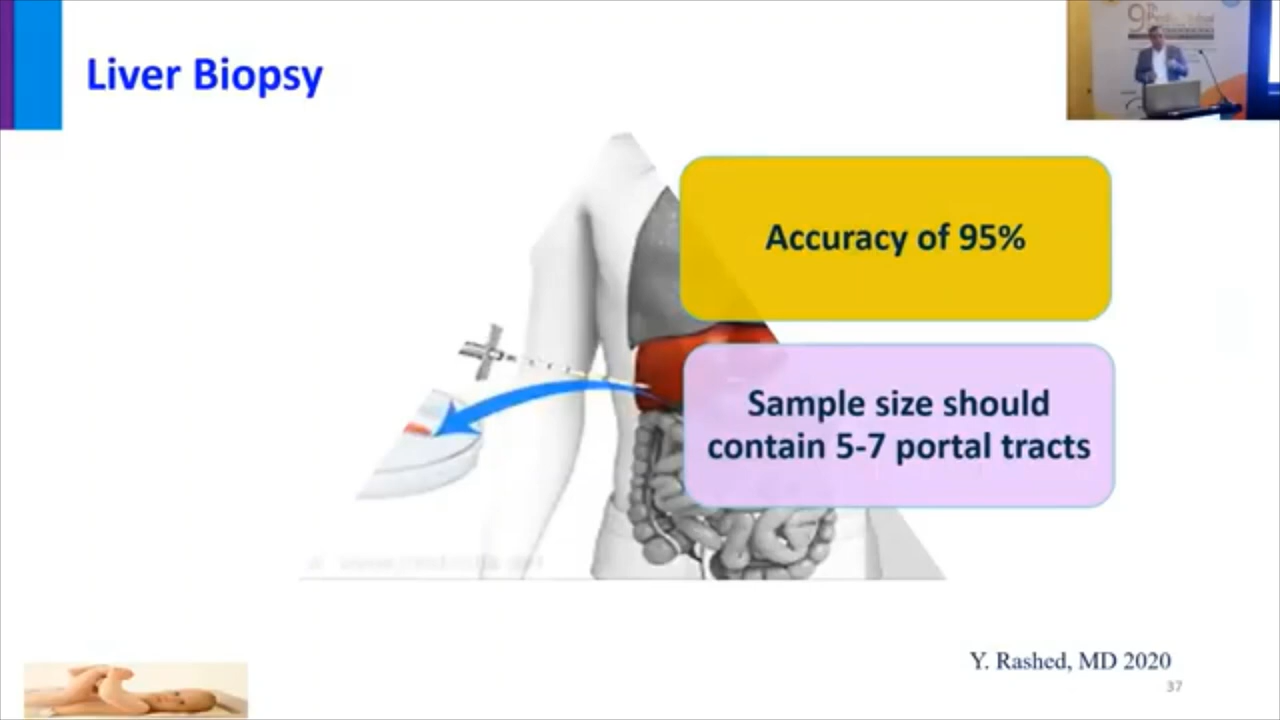 Liver Biopsy
Accuracy of 95%
Sample size should
contain 5-7 portal tracts
Y. Rashed, MD 2020
37